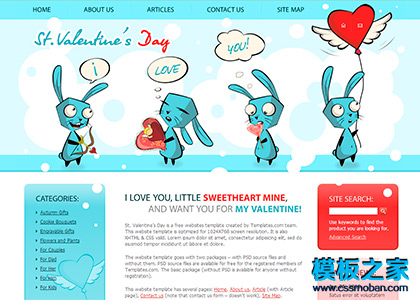 HOME
ABOUT US
ARTICLES
CONTACT US
SITE MAP
St.Valentine's Day
I
LOVE
YOU!
CATEGORIES:
Autumn Gifts
Cookie Bouquets
Engravable Gifts
Flowers and Plants
For Couples
For Dad
For Her
For
For
I LOVE YOU, LITTLE SWEETHEART MINE,
AND WANT YOU FOR MY VALENTINE!
St. Valentine's Day is a free website template created by Templates.com team.
This website template is optimized for 1024X768 screen resolution. It is also
XHTML & CSS valid. Lorem ipsum dolor sit amet, consectetur adipisicing elit, sed do
eiusmod tempor incididunt ut labore et dolore.
This website template goes with two packages – with PSD source files and
without them. PSD source files are available for free for the registered members of
Templates.com. The basic package (without PSD is available for anyone without
registration).
This website template has several pages: Home, About us, Article (with Article
page), Contact us (note that contact us form – doesn't work), Site Map.
SITE SEARCH:
Use keywords to find the
product you are looking for.
Advanced Search
模板之家
www.cssmoban.com